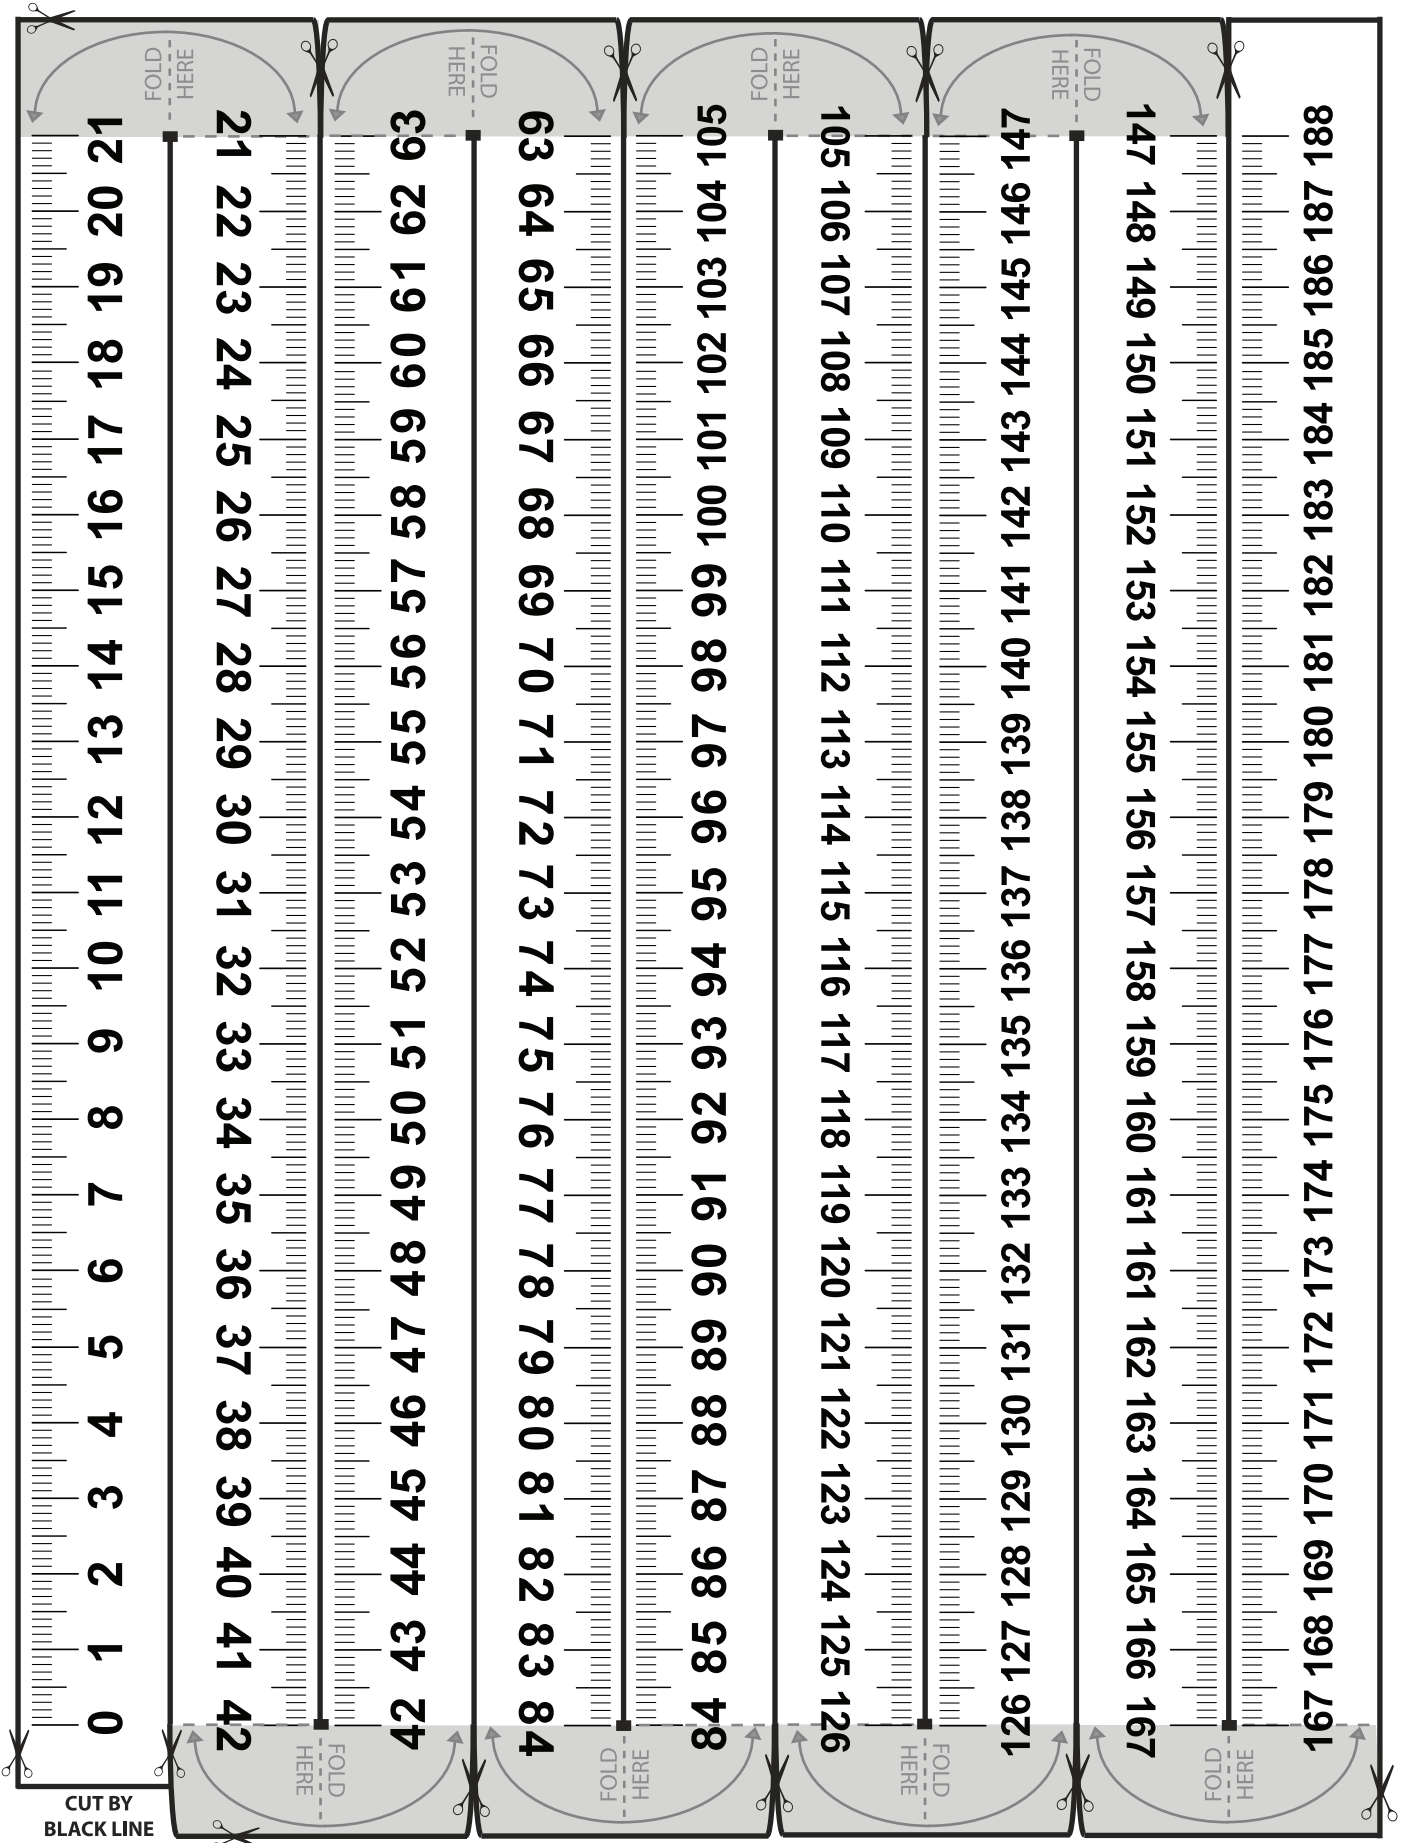 FOLD
HERE
FOLD
HERE
FOLD
HERE
FOLD
HERE
0 1 2 3 4 5 6 7 8 9 10 11 12 13 14 15 16 17 18 19 20 21
21 22 23 24 25 26 27 28 29 30 31 32 33 34 35 36 37 38 39 40 41 42
42 43 44 45 46 47 48 49 50 51 52 53 54 55 56 57 58 59 60 61 62 63
63 64 65 66 67 68 69 70 71 72 73 74 75 76 77 78 79 80 81 82 83 84
84 85 86 87 88 89 90 91 92 93 94 95 96 97 98 99 100 101 102 103 104 105
105 106 107 108 109 110 111 112 113 114 115 116 117 118 119 120 121 122 123 124 125 126
126 127 128 129 130 131 132 133 134 135 136 137 138 139 140 141 142 143 144 145 146 147
147 148 149 150 151 152 153 154 155 156 157 158 159 160 161 161 162 163 164 165 166 167
167 168 169 170 171 172 173 174 175 176 177 178 179 180 181 182 183 184 185 186 187 188
FOLD
HERE
FOLD
HERE
FOLD
HERE
FOLD
HERE
CUT BY
BLACK LINE